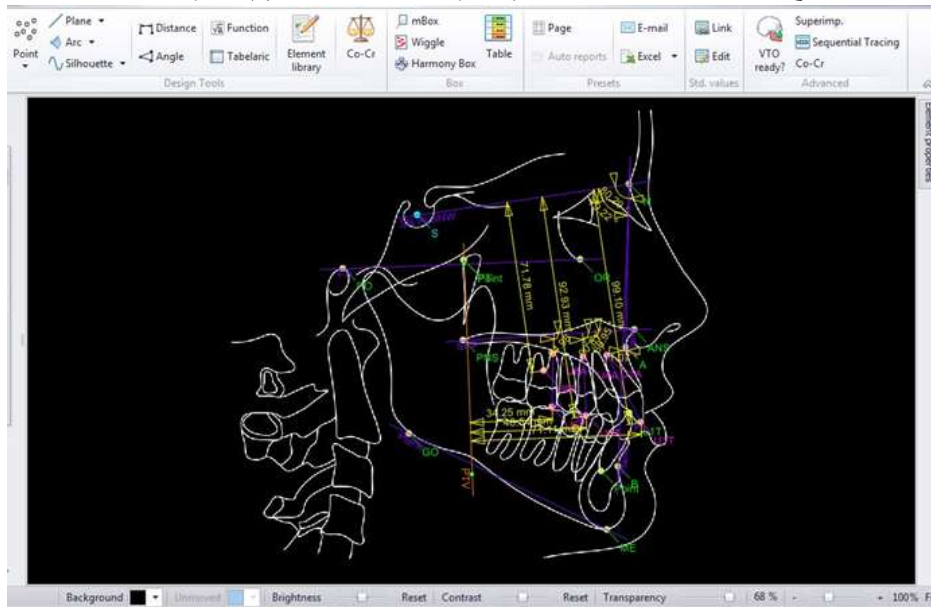 Point
Plane
Arc
Silhouette
Distance
Angle
Function
Tabelaric
Element library
Co-Cr
mBox
Wiggle
Harmony Box
Table
Page
Auto reports
E-mail
Excel
Link
Edit
VTO ready?
Superimp.
Sequential Tracing
Co-Cr
Design Tools
Box
Presets
Std. values
Advanced
Element properties
N
S
PO
OR
71.78 mm
92.93 mm
99.10 mm
PNS
ANS
A
34.25 mm
GO
PTV
B
Point
ME
Background
Unmoved
Brightness
Reset
Contrast
Reset
Transparency
68 %
-
+
100%